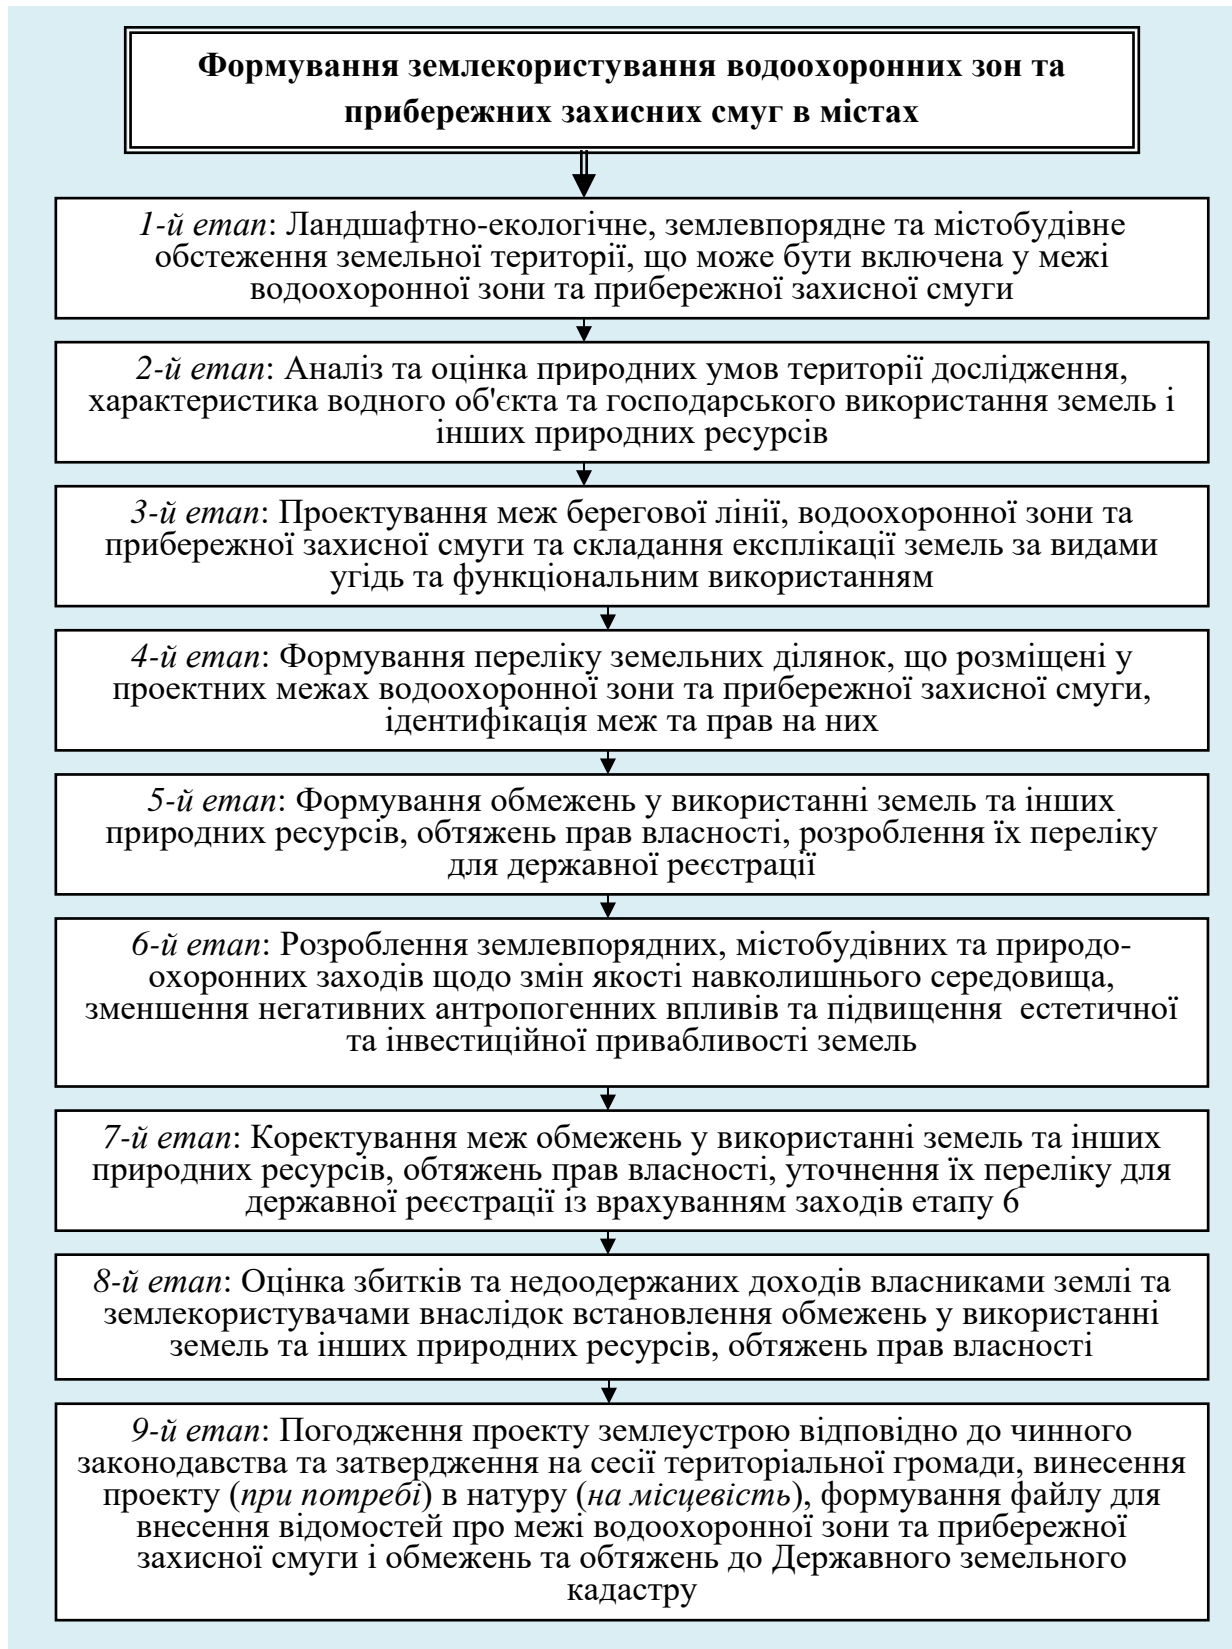 Формування землекористування водоохоронних зон та
прибережних захисних смуг в містах
1-й етап: Ландшафтно-екологічне, землевпорядне та містобудівне
обстеження земельної території, що може бути включена у межі
водоохоронної зони та прибережної захисної смуги
2-й етап: Аналіз та оцінка природних умов території дослідження,
характеристика водного об'єкта та господарського використання земель і
інших природних ресурсів
3-й етап: Проектування меж берегової лінії, водоохоронної зони та
прибережної захисної смуги та складання експлікації земель за видами
угідь та функціональним використанням
4-й етап: Формування переліку земельних ділянок, що розміщені у
проектних межах водоохоронної зони та прибережної захисної смуги,
ідентифікація меж та прав на них
5-й етап: Формування обмежень у використанні земель та інших
природних ресурсів, обтяжень прав власності, розроблення їх переліку
для державної реєстрації
6-й етап: Розроблення землевпорядних, містобудівних та природо-
охоронних заходів щодо змін якості навколишнього середовища,
зменшення негативних антропогенних впливів та підвищення естетичної
та інвестиційної привабливості земель
7-й етап: Коректування меж обмежень у використанні земель та інших
природних ресурсів, обтяжень прав власності, уточнення їх переліку для
державної реєстрації із врахуванням заходів етапу 6
8-й етап: Оцінка збитків та недоодержаних доходів власниками землі та
землекористувачами внаслідок встановлення обмежень у використанні
земель та інших природних ресурсів, обтяжень прав власності
9-й етап: Погодження проекту землеустрою відповідно до чинного
законодавства та затвердження на сесії територіальної громади, винесення
проекту (при потребі) в натуру (на місцевість), формування файлу для
внесення відомостей про межі водоохоронної зони та прибережної
захисної смуги і обмежень та обтяжень до Державного земельного
кадастру